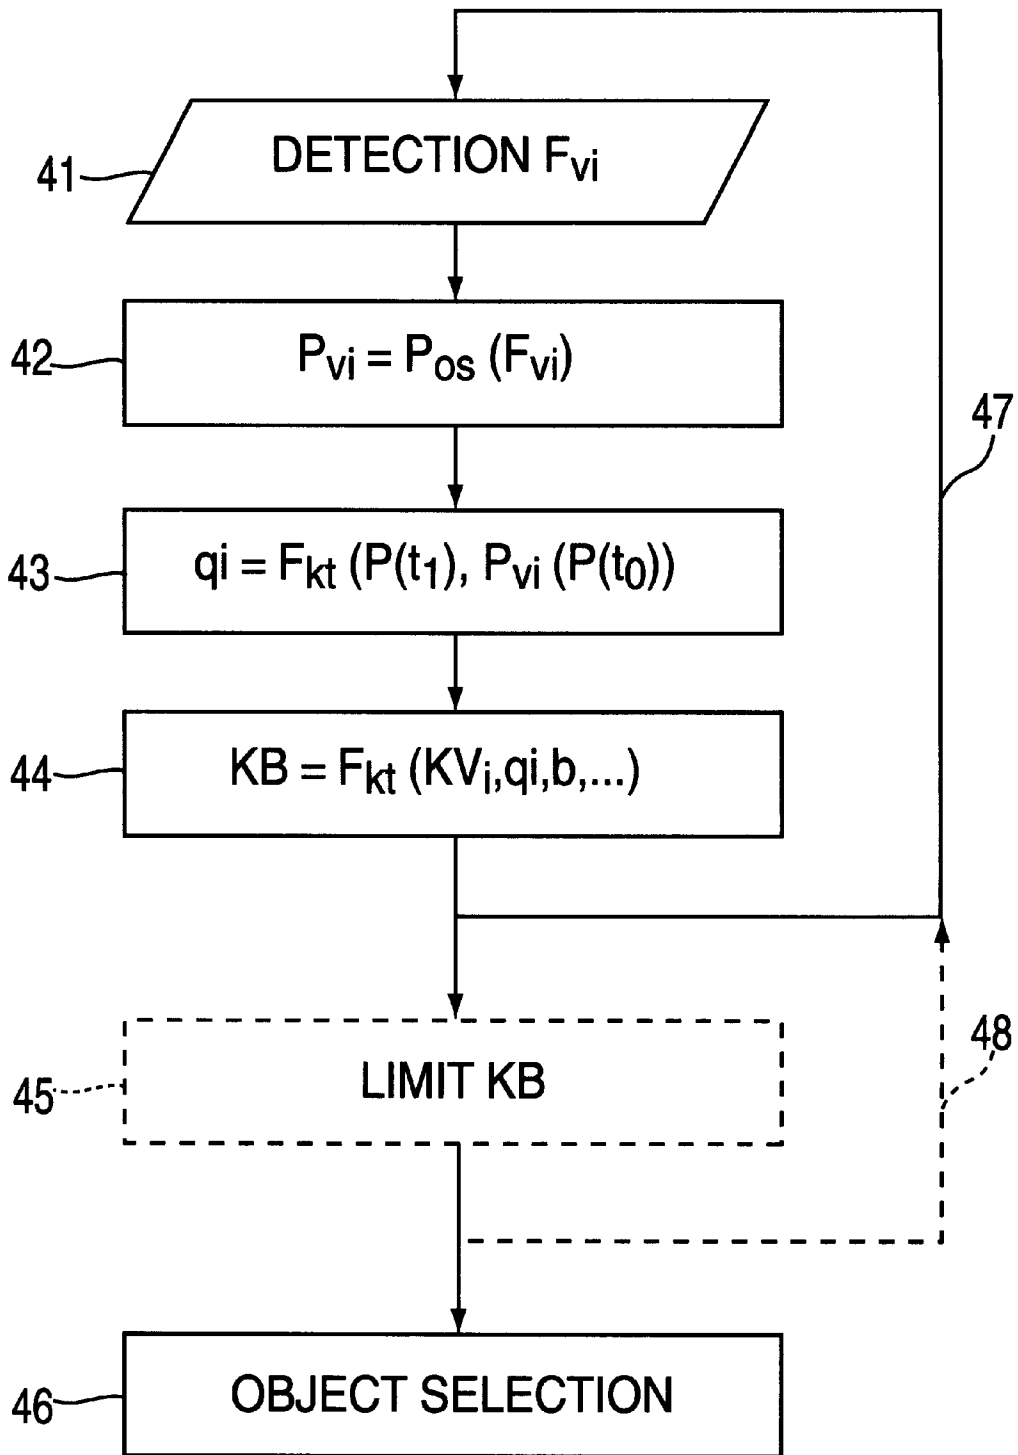 41
DETECTION Fvi
42
Pvi = Pos (Fvi)
47
43
qi = Fkt (P(t1), Pvi (P(t0))
44
KB = Fkt (KVi,qi,b,...)
45
LIMIT KB
48
46
OBJECT SELECTION